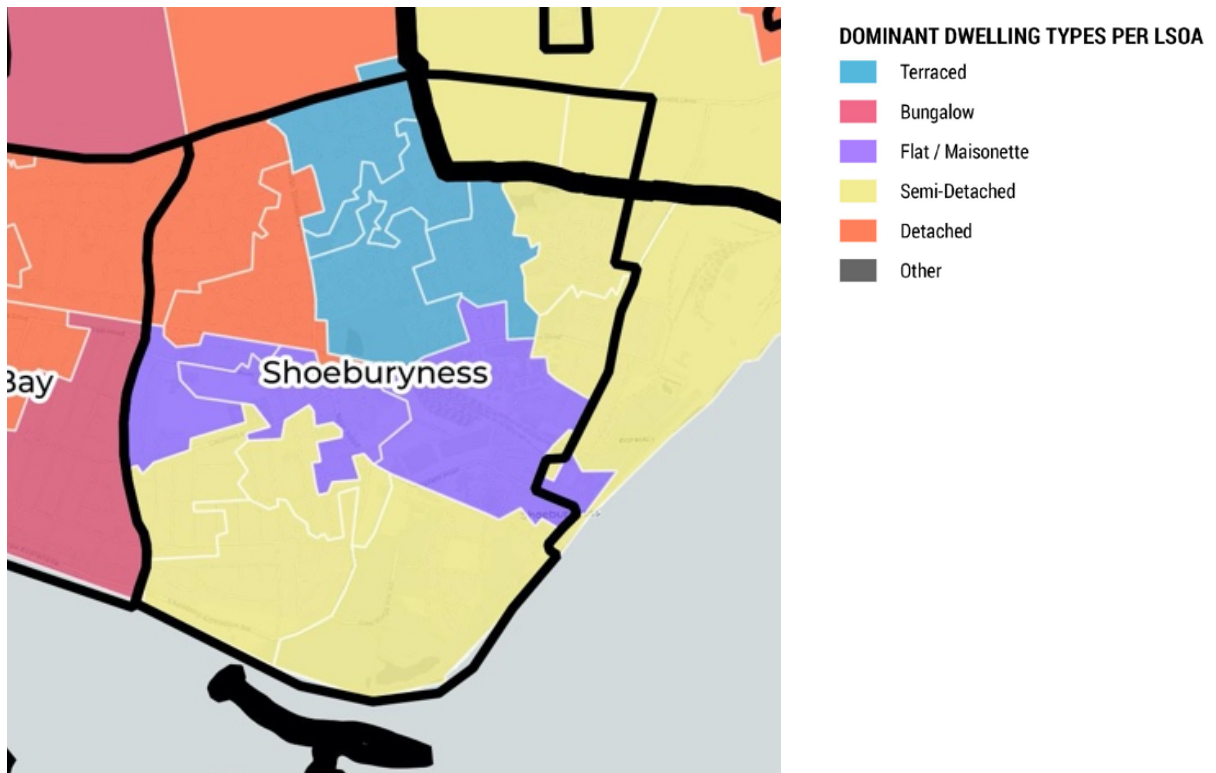 DOMINANT DWELLING TYPES PER LSOA
Terraced
Bungalow
Flat / Maisonette
Semi-Detached
Detached
Other
Shoeburyness
Bay